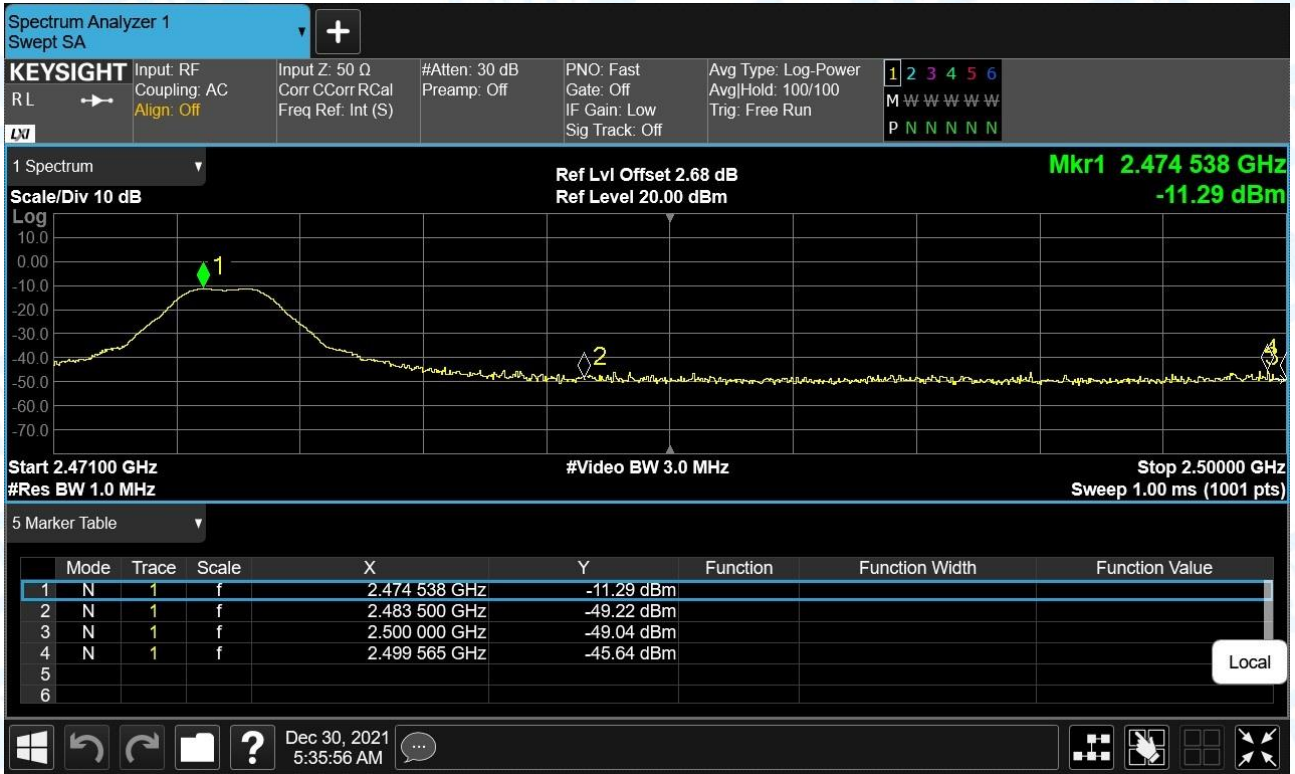 Spectrum Analyzer 1
Swept SA
+
KEYSIGHT
R L
LXI
Input: RF
Coupling: AC
Align: Off
Input Z: 50 Ω
Corr CCorr RCal
Freq Ref: Int (S)
#Atten: 30 dB
Preamp: Off
PNO: Fast
Gate: Off
IF Gain: Low
Sig Track: Off
Avg Type: Log-Power
Avg|Hold: 100/100
Trig: Free Run
1 2 3 4 5 6
M W W W W W
P N N N N N
1 Spectrum
Scale/Div 10 dB
Ref Lvl Offset 2.68 dB
Ref Level 20.00 dBm
Mkr1 2.474 538 GHz
-11.29 dBm
Log
10.0
0.00
-10.0
-20.0
-30.0
-40.0
-50.0
-60.0
-70.0
1
2
4
3
Start 2.47100 GHz
#Res BW 1.0 MHz
#Video BW 3.0 MHz
Stop 2.50000 GHz
Sweep 1.00 ms (1001 pts)
5 Marker Table
Mode Trace Scale X Y Function Function Width Function Value
1 N 1 f 2.474 538 GHz -11.29 dBm
2 N 1 f 2.483 500 GHz -49.22 dBm
3 N 1 f 2.500 000 GHz -49.04 dBm
4 N 1 f 2.499 565 GHz -45.64 dBm
5
6
Local
?
Dec 30, 2021
5:35:56 AM